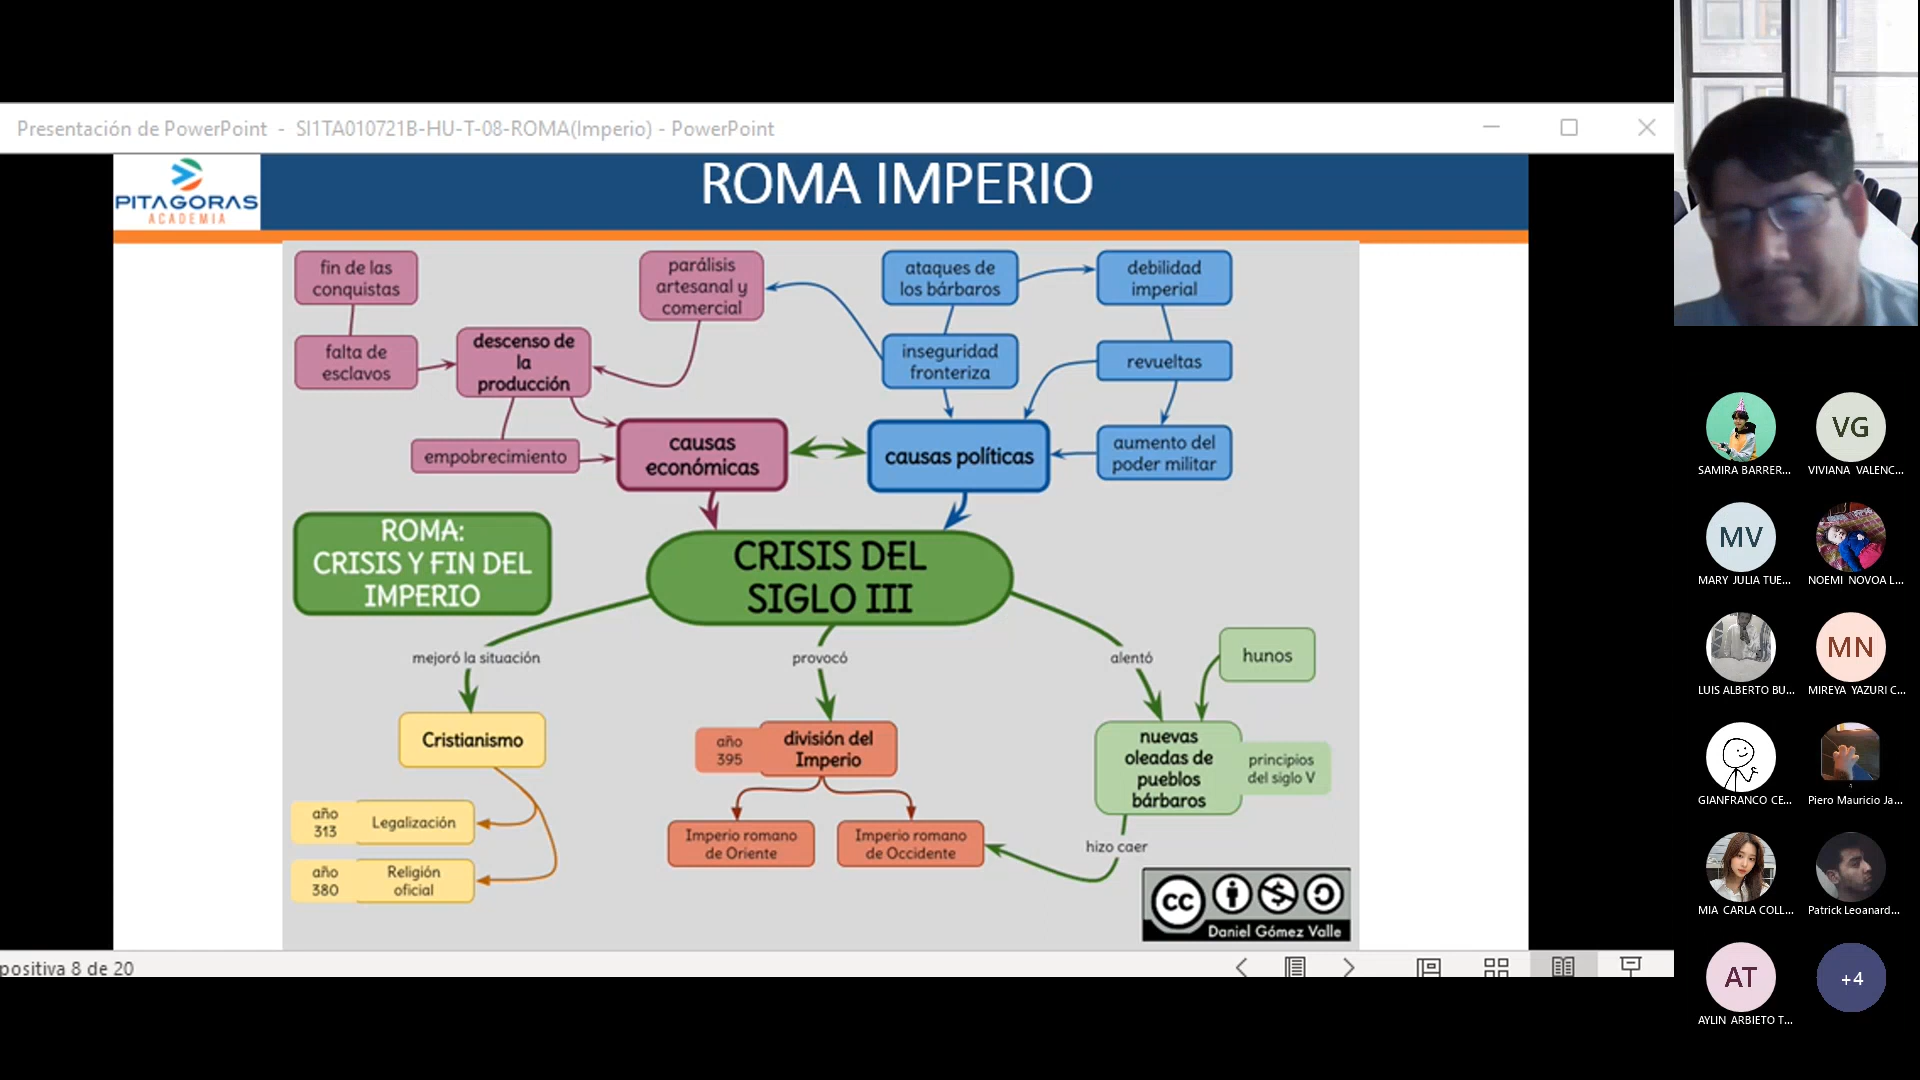 Presentación de PowerPoint - SI1TA010721B-HU-T-08-ROMA(Imperio) - PowerPoint
PITAGORAS
ACADEMIA
ROMA IMPERIO
fin de las
conquistas
parálisis
artesanal y
comercial
ataques de
los bárbaros
debilidad
imperial
falta de
esclavos
descenso de
la
producción
inseguridad
fronteriza
revueltas
empobrecimiento
causas
económicas
causas políticas
aumento del
poder militar
ROMA:
CRISIS Y FIN DEL
IMPERIO
CRISIS DEL
SIGLO III
mejoró la situación
provocó
alentó
hunos
Cristianismo
año
395
división del
Imperio
nuevas
oleadas de
pueblos
bárbaros
principios
del siglo V
año
313
Legalización
Imperio romano
de Oriente
Imperio romano
de Occidente
hizo caer
año
380
Religión
oficial
cc
Daniel Gómez Valle
positiva 8 de 20
SAMIRA BARRER...
VG
VIVIANA VALENC...
MV
MARY JULIA TUE...
NOEMI NOVOA L...
LUIS ALBERTO BU...
MN
MIREYA YAZURI C...
GIANFRANCO CE...
Piero Mauricio Ja...
MIA CARLA COLL...
Patrick Leoanard...
AT
AYLIN ARBIETO T...
+4